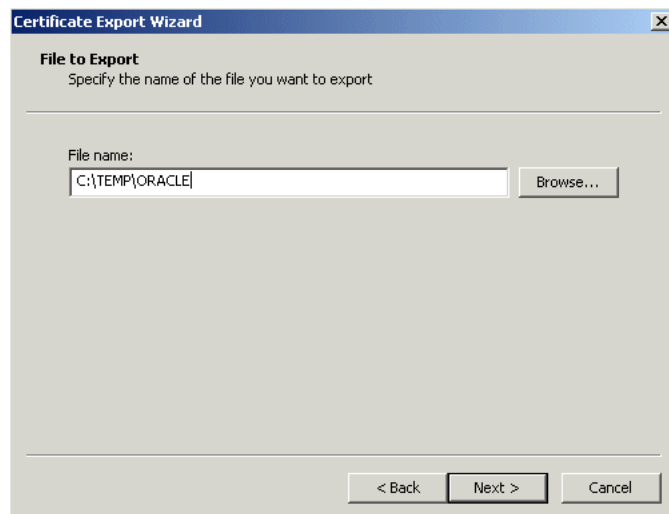 Certificate Export Wizard
File to Export
Specify the name of the file you want to export
File name:
C:\TEMP\ORACLE
Browse...
< Back
Next >
Cancel